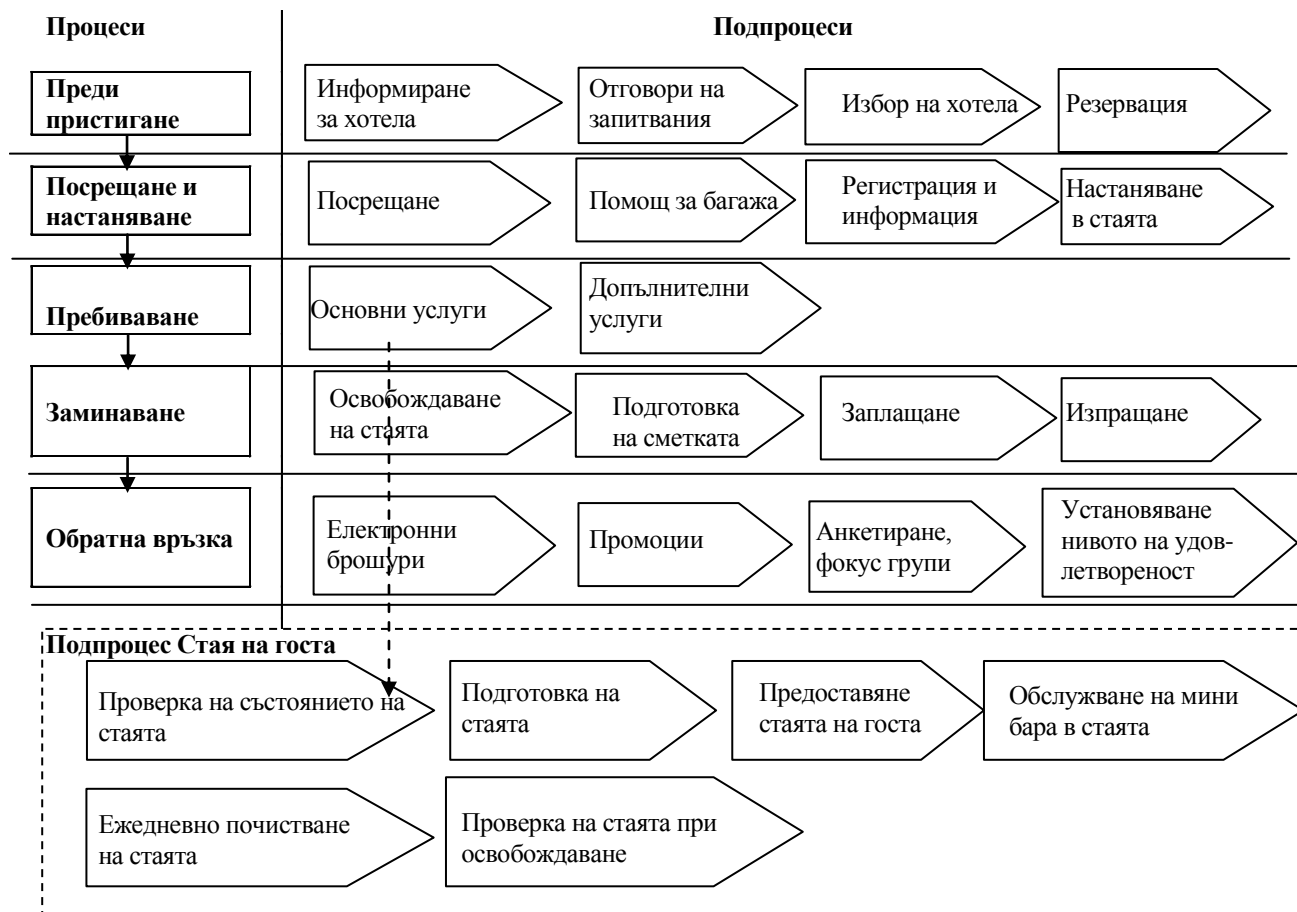 Процеси
Подпроцеси
Преди
пристигане
Информиране
за хотела
Отговори на
запитвания
Избор на хотела
Резервация
Посрещане и
настаняване
Посрещане
Помощ за багажа
Регистрация и
информация
Настаняване
в стаята
Пребиваване
Основни услуги
Допълнителни
услуги
Заминаване
Освобождаване
на стаята
Подготовка
на сметката
Заплащане
Изпращане
Обратна връзка
Електронни
брошури
Промоции
Анкетиране,
фокус групи
Установяване
нивото на удов-
летвореност
Подпроцес Стая на госта
Проверка на състоянието на
стаята
Подготовка на
стаята
Предоставяне
стаята на госта
Обслужване на мини
бара в стаята
Ежедневно почистване
на стаята
Проверка на стаята при
освобождаване